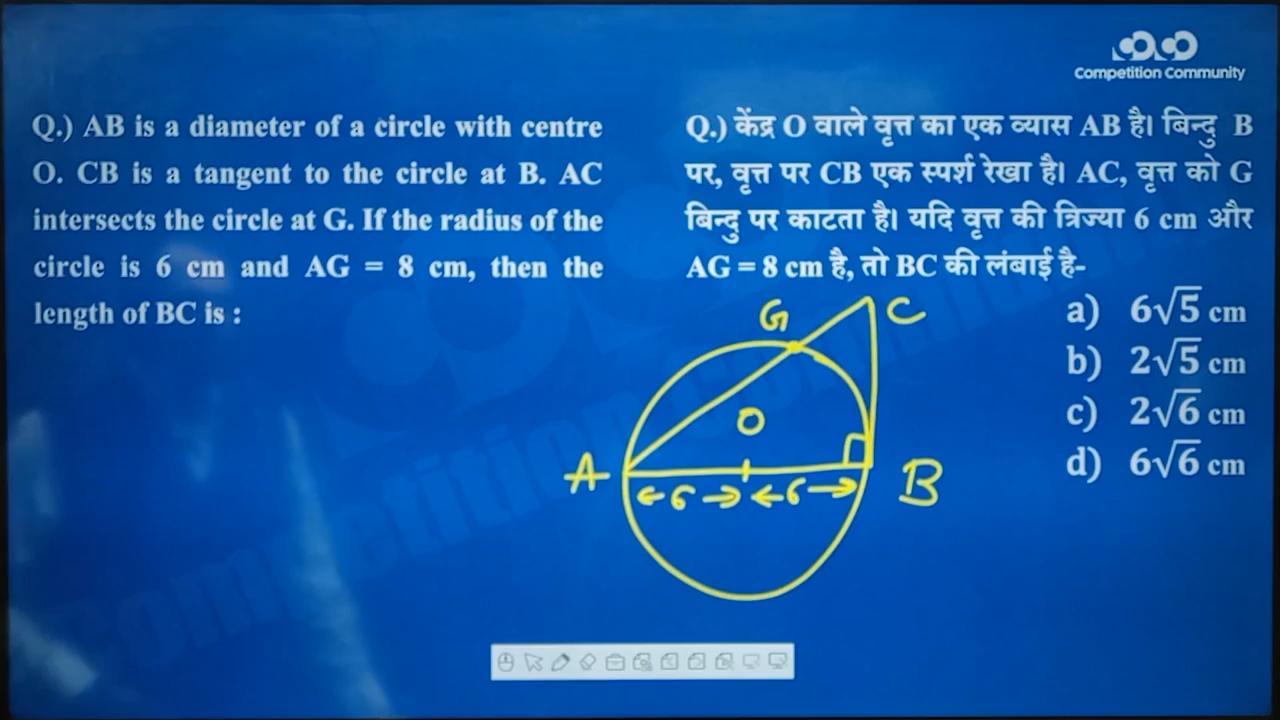 Competition Community
Q.) AB is a diameter of a circle with centre
O. CB is a tangent to the circle at B. AC
intersects the circle at G. If the radius of the
circle is 6 cm and AG = 8 cm, then the
length of BC is :
Q.) केंद्र O वाले वृत्त का एक व्यास AB है। बिन्दु B
पर, वृत्त पर CB एक स्पर्श रेखा है। AC, वृत्त को G
बिन्दु पर काटता है। यदि वृत्त की त्रिज्या 6 cm और
AG = 8 cm है, तो BC की लंबाई है-
a) 6√5 cm
b) 2√5 cm
c) 2√6 cm
d) 6√6 cm
G
C
O
A
B
6
6
Competition Community